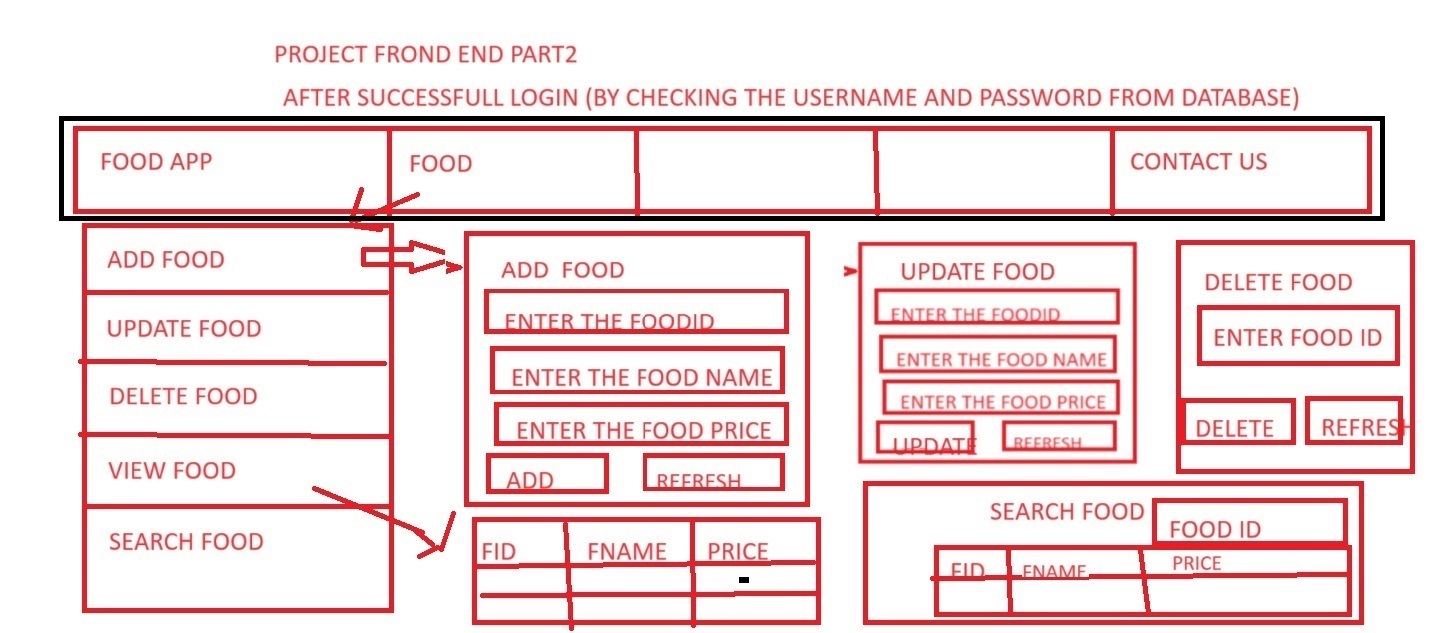 PROJECT FROND END PART2
AFTER SUCCESSFULL LOGIN (BY CHECKING THE USERNAME AND PASSWORD FROM DATABASE)
FOOD APP
FOOD
CONTACT US
ADD FOOD
UPDATE FOOD
DELETE FOOD
VIEW FOOD
SEARCH FOOD
ADD FOOD
ENTER THE FOODID
ENTER THE FOOD NAME
ENTER THE FOOD PRICE
ADD
REFRESH
UPDATE FOOD
ENTER THE FOODID
ENTER THE FOOD NAME
ENTER THE FOOD PRICE
UPDATE
REFRESH
DELETE FOOD
ENTER FOOD ID
DELETE
REFRESH
FID
FNAME
PRICE
SEARCH FOOD
FOOD ID
FID
FNAME
PRICE